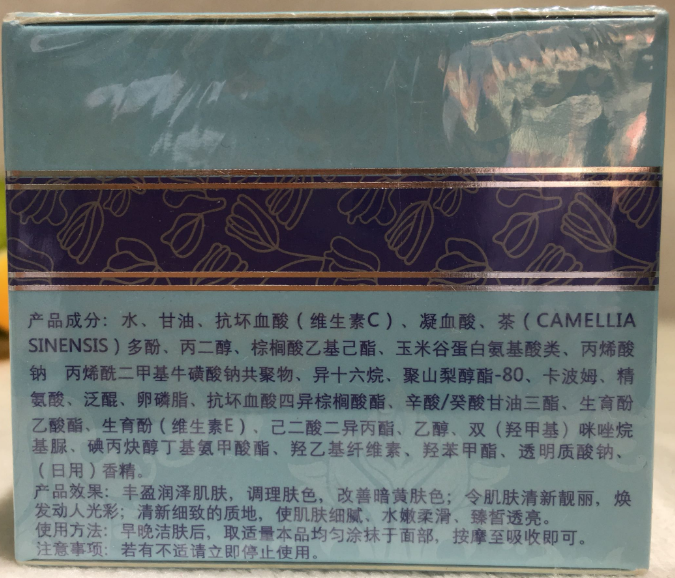 产品成分：水、甘油、抗坏血酸（维生素C）、凝血酸、茶（CAMELLIA
SINENSIS）多酚、丙二醇、棕榈酸乙基己酯、玉米谷蛋白氨基酸类、丙烯酸
钠 丙烯酰二甲基牛磺酸钠共聚物、异十六烷、聚山梨醇酯-80、卡波姆、精
氨酸、泛醌、卵磷脂、抗坏血酸四异棕榈酸酯、辛酸/癸酸甘油三酯、生育酚
乙酸酯、生育酚（维生素E）、己二酸二异丙酯、乙醇、双（羟甲基）咪唑烷
基脲、碘丙炔醇丁基氨甲酸酯、羟乙基纤维素、羟苯甲酯、透明质酸钠、
（日用）香精。
产品效果：丰盈润泽肌肤，调理肤色，改善暗黄肤色；令肌肤清新靓丽，焕
发动人光彩；清新细致的质地，使肌肤细腻、水嫩柔滑、臻皙透亮。
使用方法：早晚洁肤后，取适量本品均匀涂抹于面部，按摩至吸收即可。
注意事项：若有不适请立即停止使用。